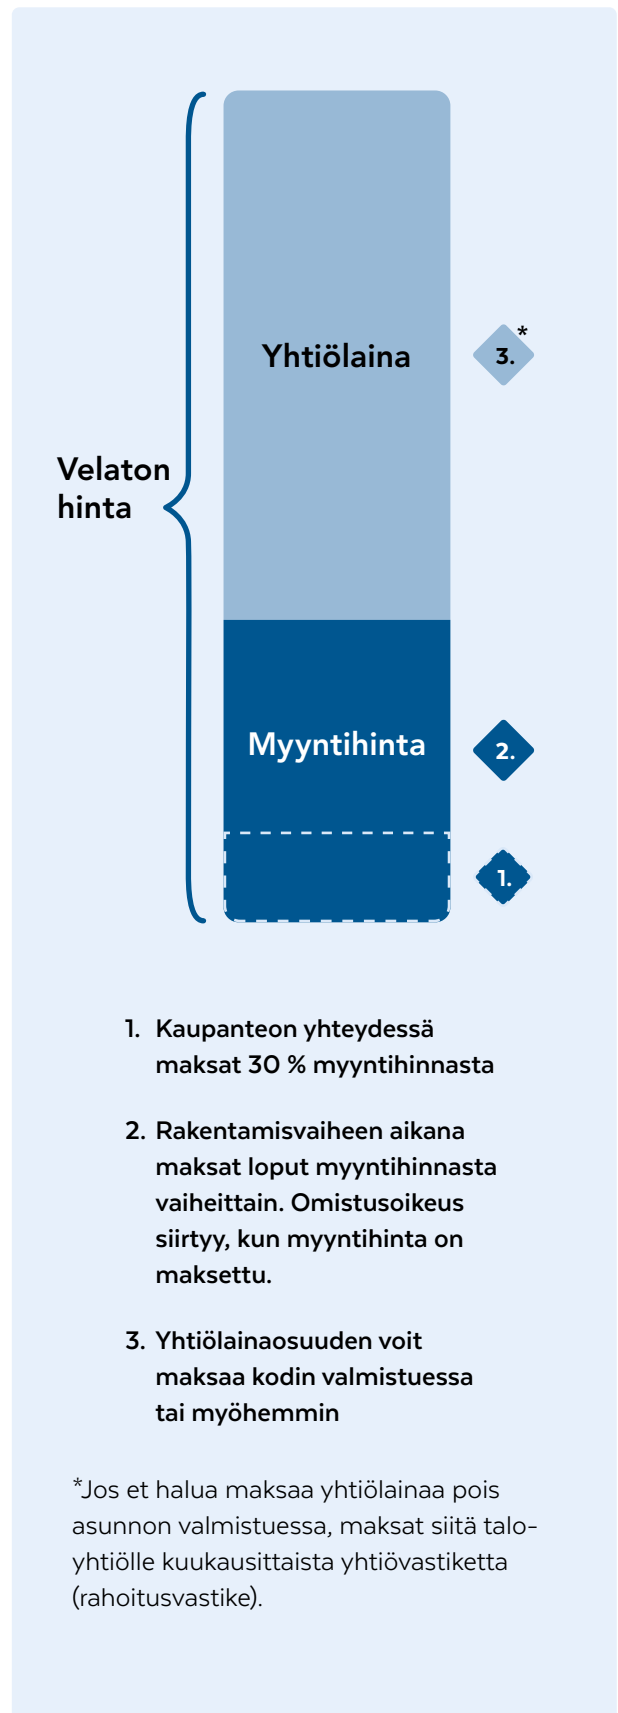 Yhtiölaina
3.*
Velaton
hinta
Myyntihinta
2.
1.
1. Kaupanteon yhteydessä
maksat 30 % myyntihinnasta
2. Rakentamisvaiheen aikana
maksat loput myyntihinnasta
vaiheittain. Omistusoikeus
siirtyy, kun myyntihinta on
maksettu.
3. Yhtiölainaosuuden voit
maksaa kodin valmistuessa
tai myöhemmin
*Jos et halua maksaa yhtiölainaa pois
asunnon valmistuessa, maksat siitä talo-
yhtiölle kuukausittaista yhtiövastiketta
(rahoitusvastike).